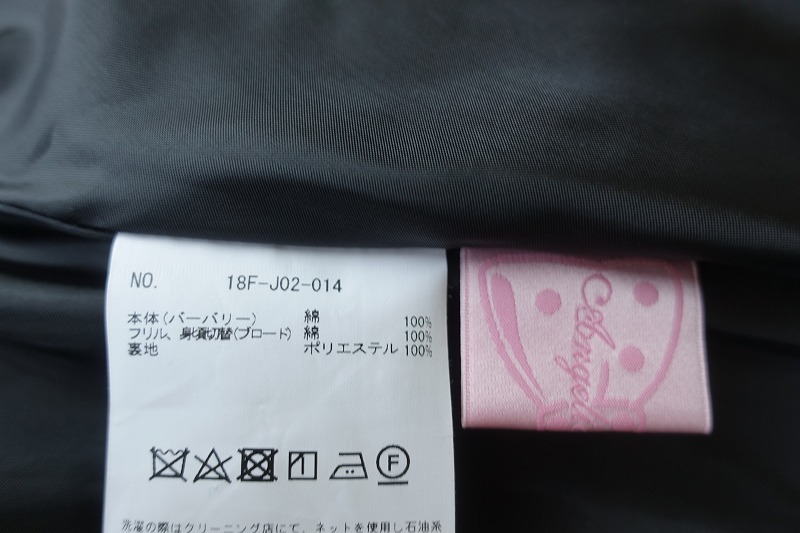 NO. 18F-J02-014
本体(バーバリー) 綿 100%
フリル、身頃切替(ブロード) 綿 100%
裏地 ポリエステル 100%
F
洗濯の際はクリーニング店にて、ネットを使用し石油系